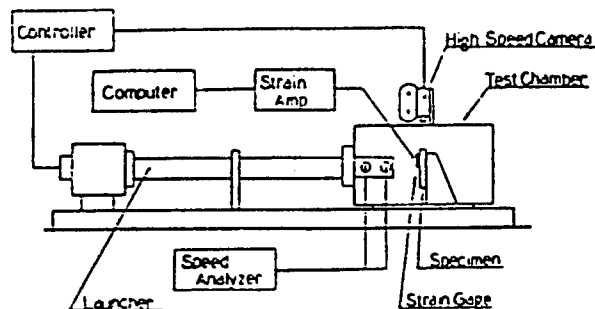 Controller
High Speed Camera
Computer
Strain
Amp
Test Chamber
Speed
Analyzer
Specimen
Launcher
Strain Gage